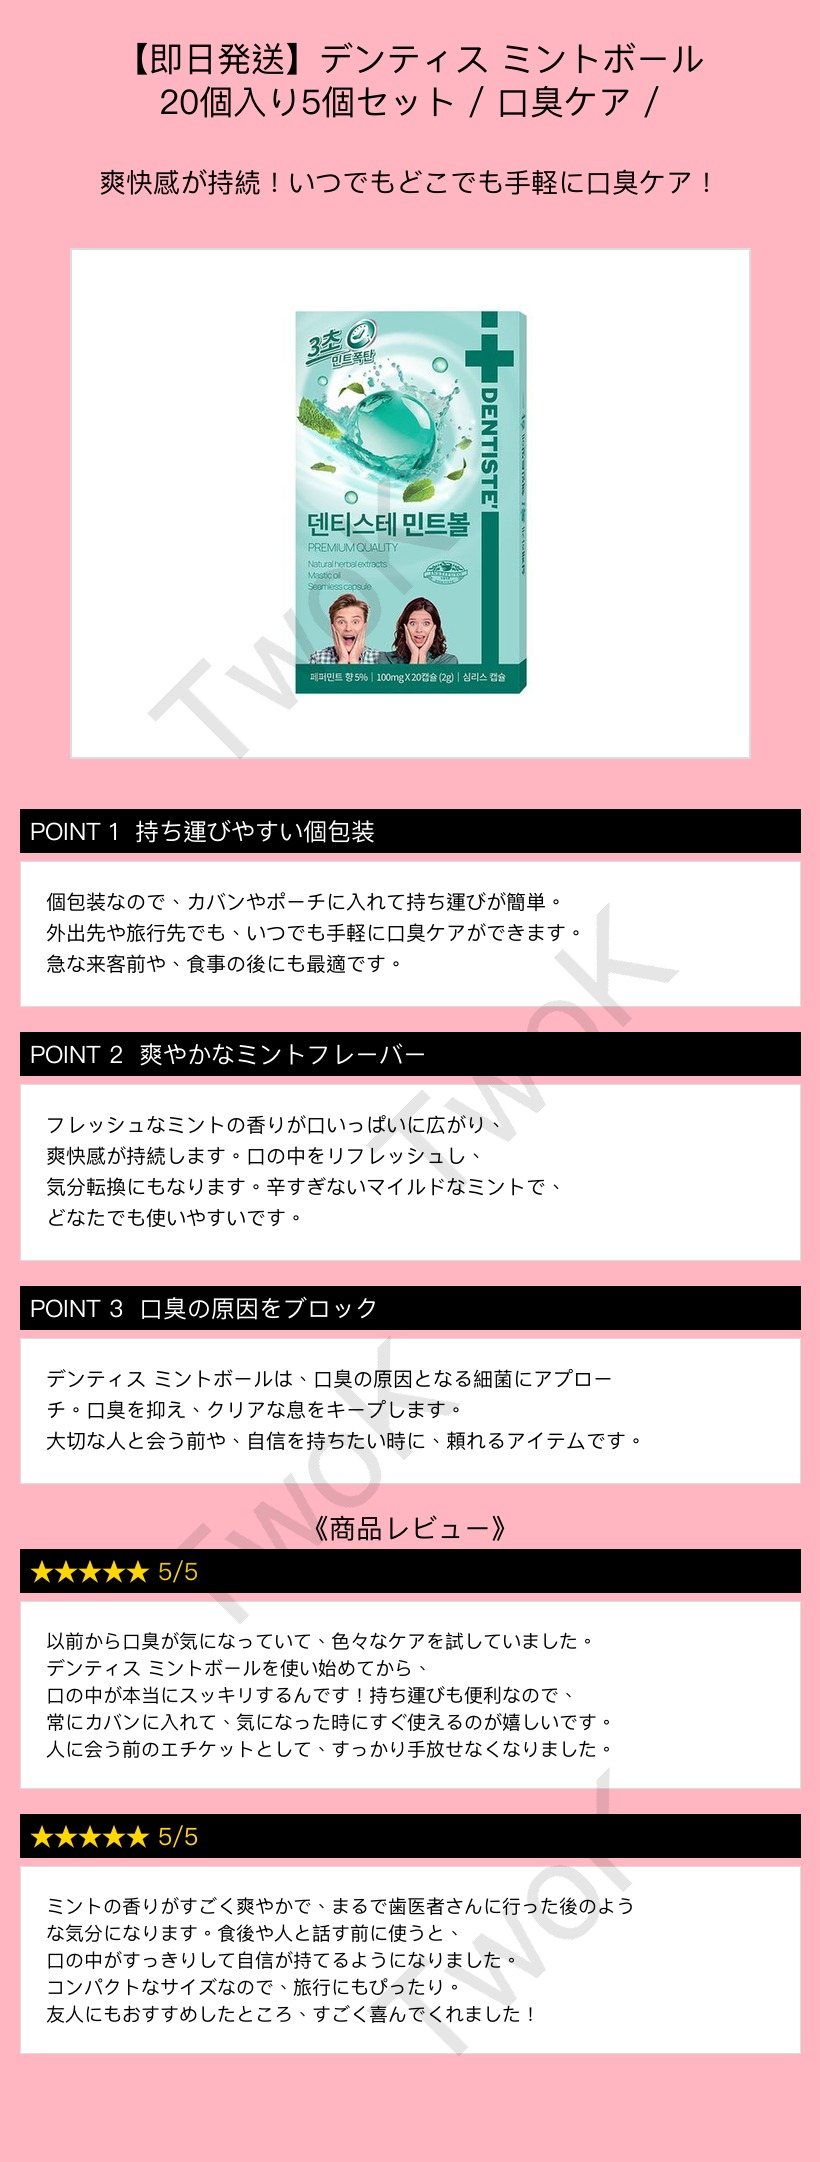 【即日発送】デンティス ミントボール
20個入り5個セット / 口臭ケア /
爽快感が持続！いつでもどこでも手軽に口臭ケア！
3초
민트폭탄
DENTISTE'
덴티스테 민트볼
PREMIUM QUALITY
Natural herbal extracts
Mastic oil
Seamless capsule
페퍼민트 향 5% | 100mg X 20캡슐 (2g) | 심리스 캡슐
TwoK
POINT 1 持ち運びやすい個包装
個包装なので、カバンやポーチに入れて持ち運びが簡単。
外出先や旅行先でも、いつでも手軽に口臭ケアができます。
急な来客前や、食事の後にも最適です。
TwoK
POINT 2 爽やかなミントフレーバー
フレッシュなミントの香りが口いっぱいに広がり、
爽快感が持続します。口の中をリフレッシュし、
気分転換にもなります。辛すぎないマイルドなミントで、
どなたでも使いやすいです。
POINT 3 口臭の原因をブロック
デンティス ミントボールは、口臭の原因となる細菌にアプロー
チ。口臭を抑え、クリアな息をキープします。
大切な人と会う前や、自信を持ちたい時に、頼れるアイテムです。
TwoK
《商品レビュー》
★★★★★ 5/5
以前から口臭が気になっていて、色々なケアを試していました。
デンティス ミントボールを使い始めてから、
口の中が本当にスッキリするんです！持ち運びも便利なので、
常にカバンに入れて、気になった時にすぐ使えるのが嬉しいです。
人に会う前のエチケットとして、すっかり手放せなくなりました。
★★★★★ 5/5
ミントの香りがすごく爽やかで、まるで歯医者さんに行った後のよう
な気分になります。食後や人と話す前に使うと、
口の中がすっきりして自信が持てるようになりました。
コンパクトなサイズなので、旅行にもぴったり。
友人にもおすすめしたところ、すごく喜んでくれました！
TwoK